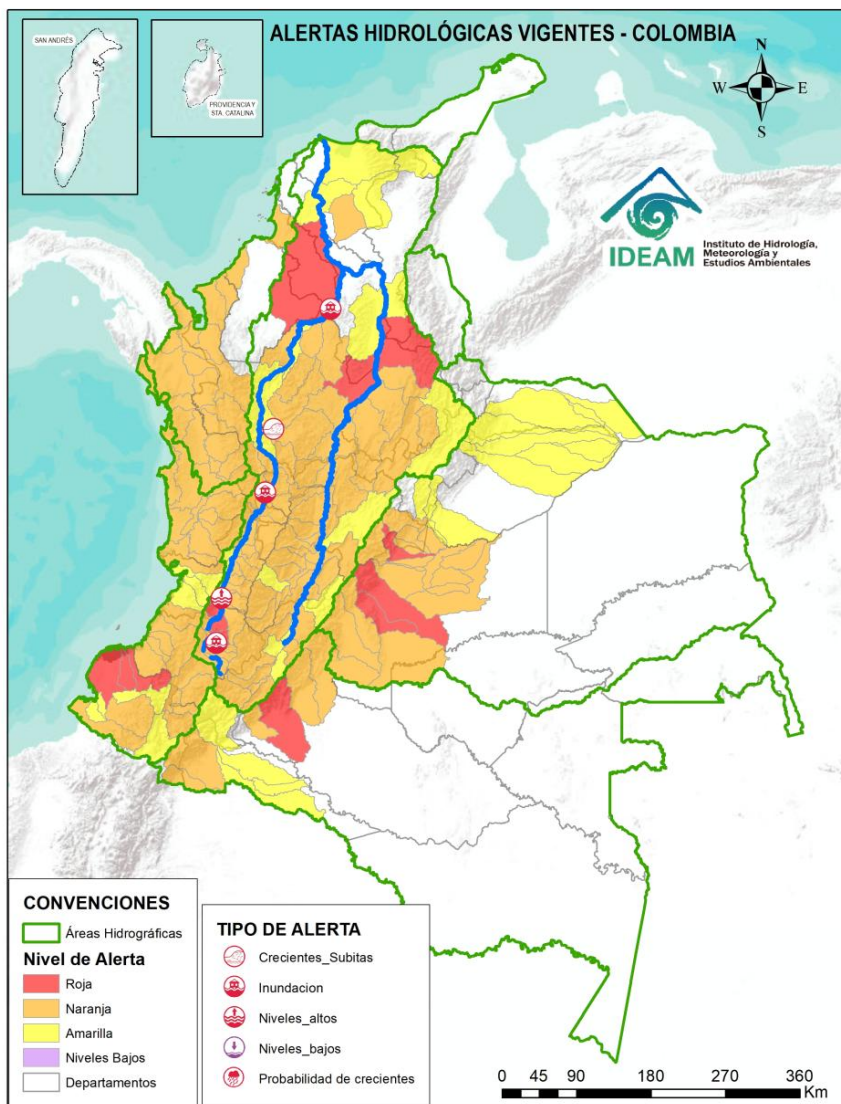 ALERTAS HIDROLÓGICAS VIGENTES - COLOMBIA
SAN ANDRÉS
PROVIDENCIA Y
STA. CATALINA
N
W
E
S
IDEAM
Instituto de Hidrología,
Meteorología y
Estudios Ambientales
CONVENCIONES
Áreas Hidrográficas
Nivel de Alerta
Roja
Naranja
Amarilla
Niveles Bajos
Departamentos
TIPO DE ALERTA
Crecientes_Subitas
Inundacion
Niveles_altos
Niveles_bajos
Probabilidad de crecientes
0 45 90 180 270 360
Km